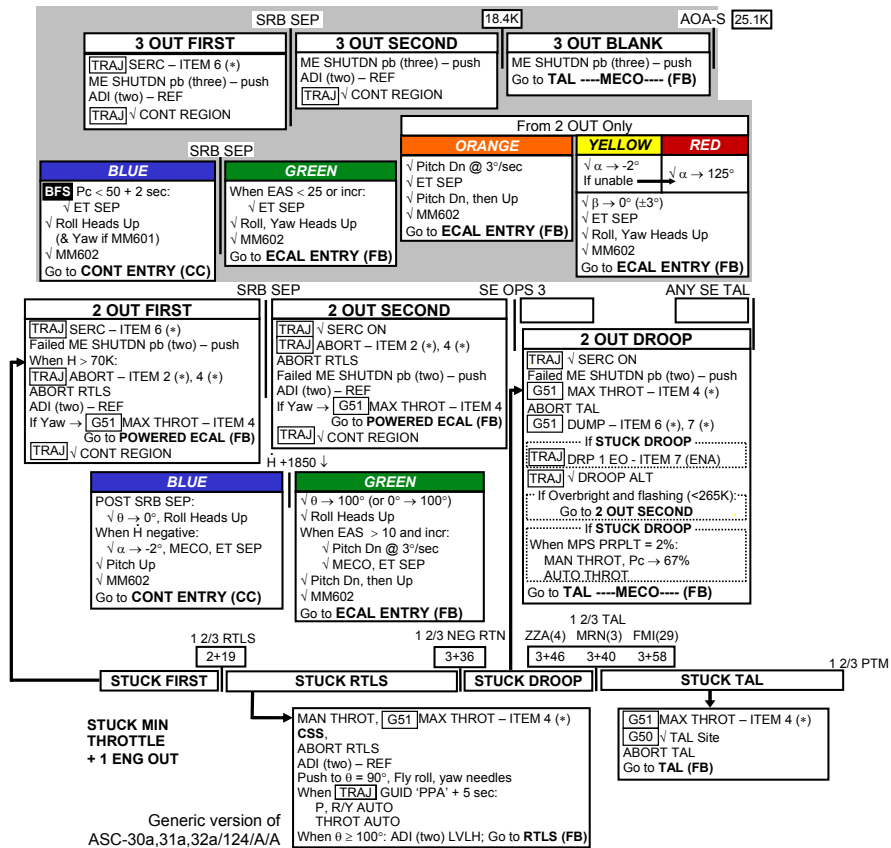 SRB SEP
18.4K
AOA-S 25.1K
3 OUT FIRST
TRAJ SERC – ITEM 6 (*)
ME SHUTDN pb (three) – push
ADI (two) – REF
TRAJ √ CONT REGION
3 OUT SECOND
ME SHUTDN pb (three) – push
ADI (two) – REF
TRAJ √ CONT REGION
3 OUT BLANK
ME SHUTDN pb (three) – push
Go to TAL ----MECO---- (FB)
SRB SEP
BLUE
BFS Pc < 50 + 2 sec:
√ ET SEP
√ Roll Heads Up
(& Yaw if MM601)
√ MM602
Go to CONT ENTRY (CC)
GREEN
When EAS < 25 or incr:
√ ET SEP
√ Roll, Yaw Heads Up
√ MM602
Go to ECAL ENTRY (FB)
From 2 OUT Only
ORANGE
√ Pitch Dn @ 3°/sec
√ ET SEP
√ Pitch Dn, then Up
√ MM602
Go to ECAL ENTRY (FB)
YELLOW
√ α → -2°
If unable
RED
√ α → 125°
√ β → 0° (±3°)
√ ET SEP
√ Roll, Yaw Heads Up
√ MM602
Go to ECAL ENTRY (FB)
SRB SEP
SE OPS 3
ANY SE TAL
2 OUT FIRST
TRAJ SERC – ITEM 6 (*)
Failed ME SHUTDN pb (two) – push
When H > 70K:
TRAJ ABORT – ITEM 2 (*), 4 (*)
ABORT RTLS
ADI (two) – REF
If Yaw → G51 MAX THROT – ITEM 4
Go to POWERED ECAL (FB)
TRAJ √ CONT REGION
2 OUT SECOND
TRAJ √ SERC ON
TRAJ ABORT – ITEM 2 (*), 4 (*)
ABORT RTLS
Failed ME SHUTDN pb (two) – push
ADI (two) – REF
If Yaw → G51 MAX THROT – ITEM 4
Go to POWERED ECAL (FB)
TRAJ √ CONT REGION
2 OUT DROOP
TRAJ √ SERC ON
Failed ME SHUTDN pb (two) – push
G51 MAX THROT – ITEM 4 (*)
ABORT TAL
G51 DUMP – ITEM 6 (*), 7 (*)
If STUCK DROOP
TRAJ DRP 1 EO - ITEM 7 (ENA)
TRAJ √ DROOP ALT
If Overbright and flashing (<265K):
Go to 2 OUT SECOND
If STUCK DROOP
When MPS PRPLT = 2%:
MAN THROT, Pc → 67%
AUTO THROT
Go to TAL ----MECO---- (FB)
Ḣ +1850 ↓
BLUE
POST SRB SEP:
√ θ → 0°, Roll Heads Up
When Ḣ negative:
√ α → -2°, MECO, ET SEP
√ Pitch Up
√ MM602
Go to CONT ENTRY (CC)
GREEN
√ θ → 100° (or 0° → 100°)
√ Roll Heads Up
When EAS > 10 and incr:
√ Pitch Dn @ 3°/sec
√ MECO, ET SEP
√ Pitch Dn, then Up
√ MM602
Go to ECAL ENTRY (FB)
1 2/3 RTLS
2+19
1 2/3 NEG RTN
3+36
1 2/3 TAL
ZZA(4) MRN(3) FMI(29)
3+46 3+40 3+58
1 2/3 PTM
STUCK FIRST
STUCK RTLS
STUCK DROOP
STUCK TAL
STUCK MIN
THROTTLE
+ 1 ENG OUT
MAN THROT, G51 MAX THROT – ITEM 4 (*)
CSS,
ABORT RTLS
ADI (two) – REF
Push to θ = 90°, Fly roll, yaw needles
When TRAJ GUID 'PPA' + 5 sec:
P, R/Y AUTO
THROT AUTO
When θ ≥ 100°: ADI (two) LVLH; Go to RTLS (FB)
G51 MAX THROT – ITEM 4 (*)
G50 √ TAL Site
ABORT TAL
Go to TAL (FB)
Generic version of
ASC-30a,31a,32a/124/A/A